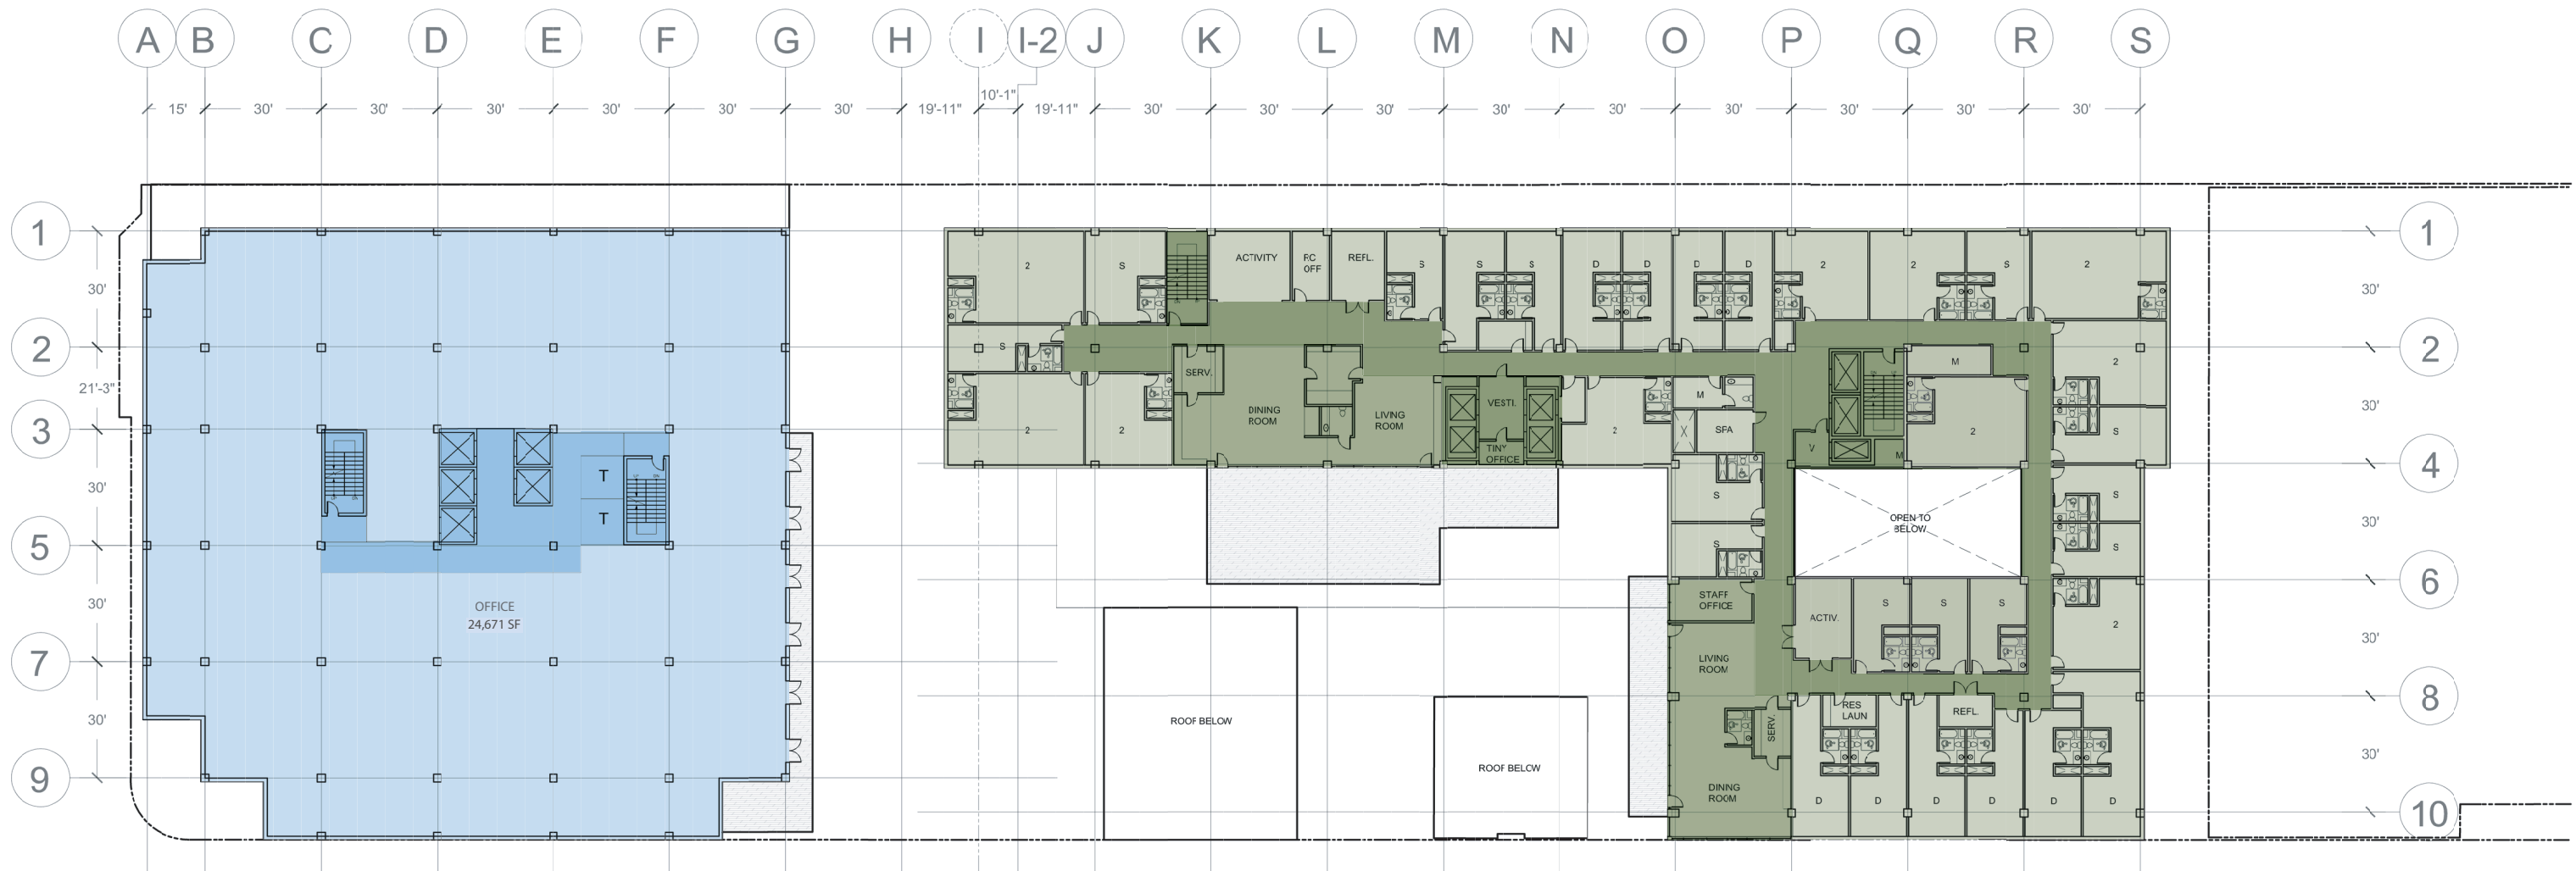 A B C D E F G H I I-2 J K L M N O P Q R S
10'-1"
15' 30' 30' 30' 30' 30' 30' 19'-11" 19'-11" 30' 30' 30' 30' 30' 30' 30' 30' 30'
1 1
2 S ACTIVITY P.C OFF REFL. S S S D D D D 2 2 S 2
30' 30'
2 2
S SERV. M 2
21'-3" 30'
3
2 2 DINING
ROOM
LIVING
ROOM
VESTI.
TINY
OFFICE
2 M
SPA
V M 2 S
4
T
T
30' 30'
S S
OPEN TO
BELOW
5
S S
6
30' 30'
OFFICE
24,671 SF
STAFF
OFFICE
ACTIV. S S S 2
7
LIVING
ROOM
8
30' 30'
ROOF BELOW
SERV.
RES
LAUN
REFL.
ROOF BELOW
9
DINING
ROOM
D D D D D D
10